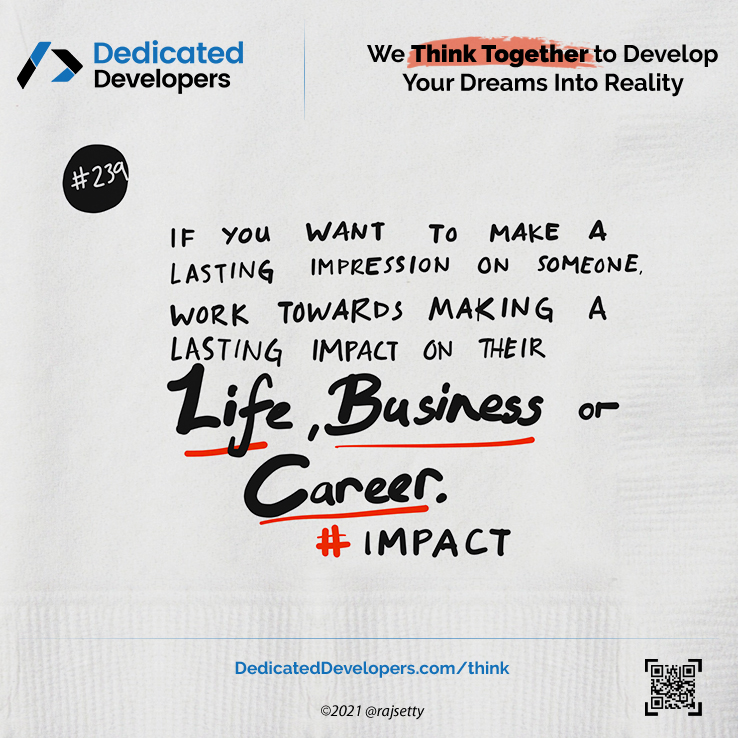 Dedicated
Developers
We Think Together to Develop
Your Dreams Into Reality
#239
IF YOU WANT TO MAKE A
LASTING IMPRESSION ON SOMEONE,
WORK TOWARDS MAKING A
LASTING IMPACT ON THEIR
Life, Business or
Career.
# IMPACT
DedicatedDevelopers.com/think
©2021 @rajsetty